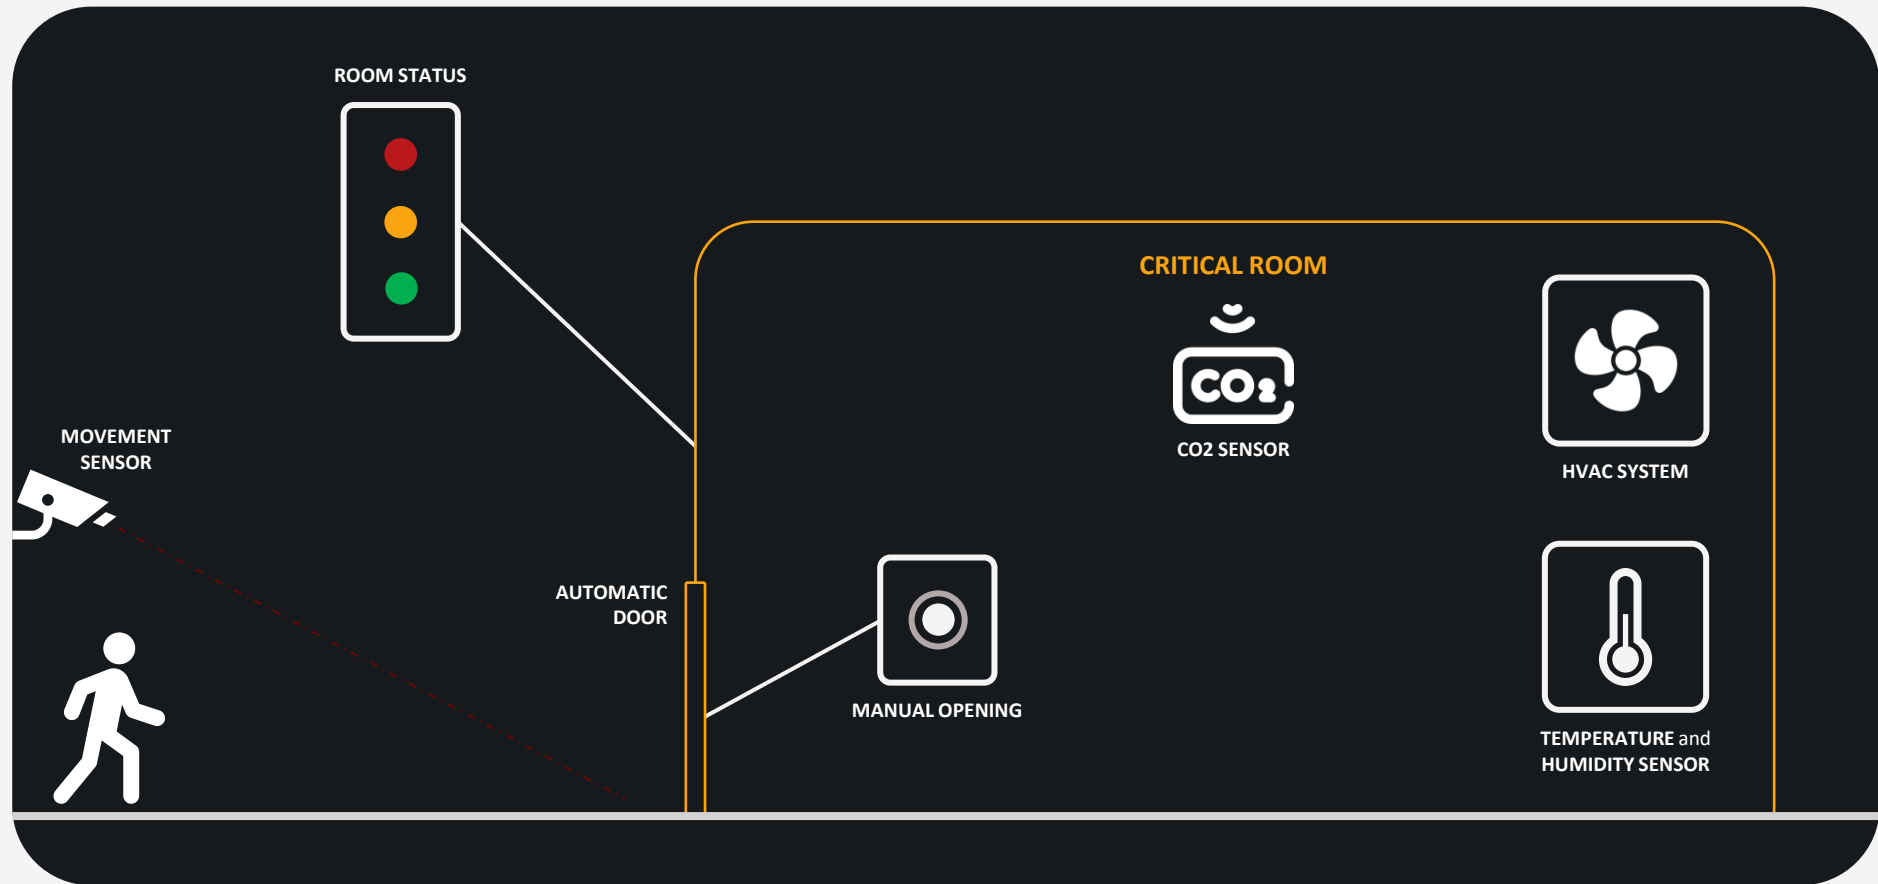 ROOM STATUS
CRITICAL ROOM
CO2
CO2 SENSOR
HVAC SYSTEM
MOVEMENT
SENSOR
AUTOMATIC
DOOR
MANUAL OPENING
TEMPERATURE and
HUMIDITY SENSOR